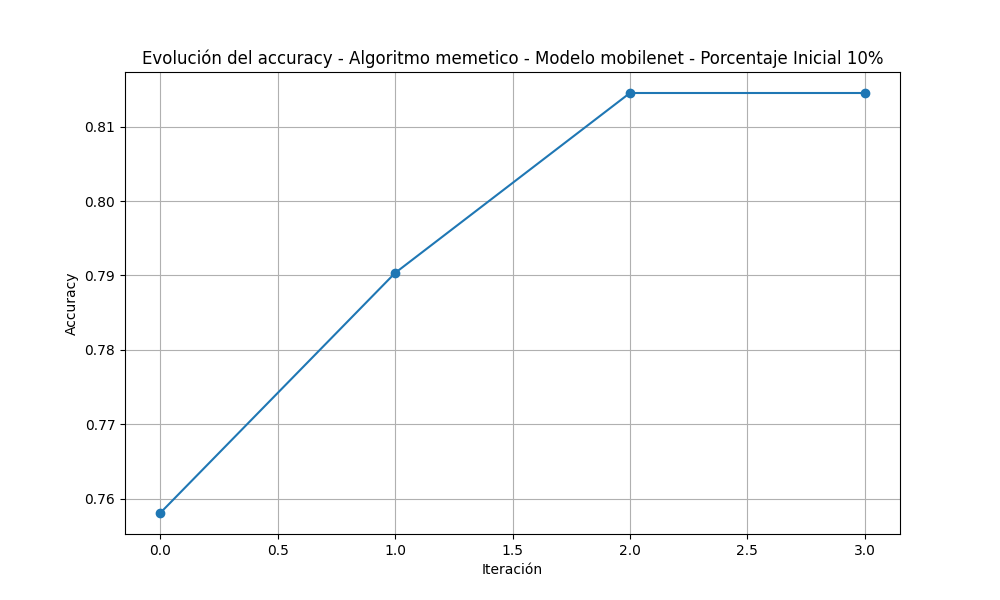 Evolución del accuracy - Algoritmo memetico - Modelo mobilenet - Porcentaje Inicial 10%
Accuracy
0.81
0.80
0.79
0.78
0.77
0.76
0.0 0.5 1.0 1.5 2.0 2.5 3.0
Iteración